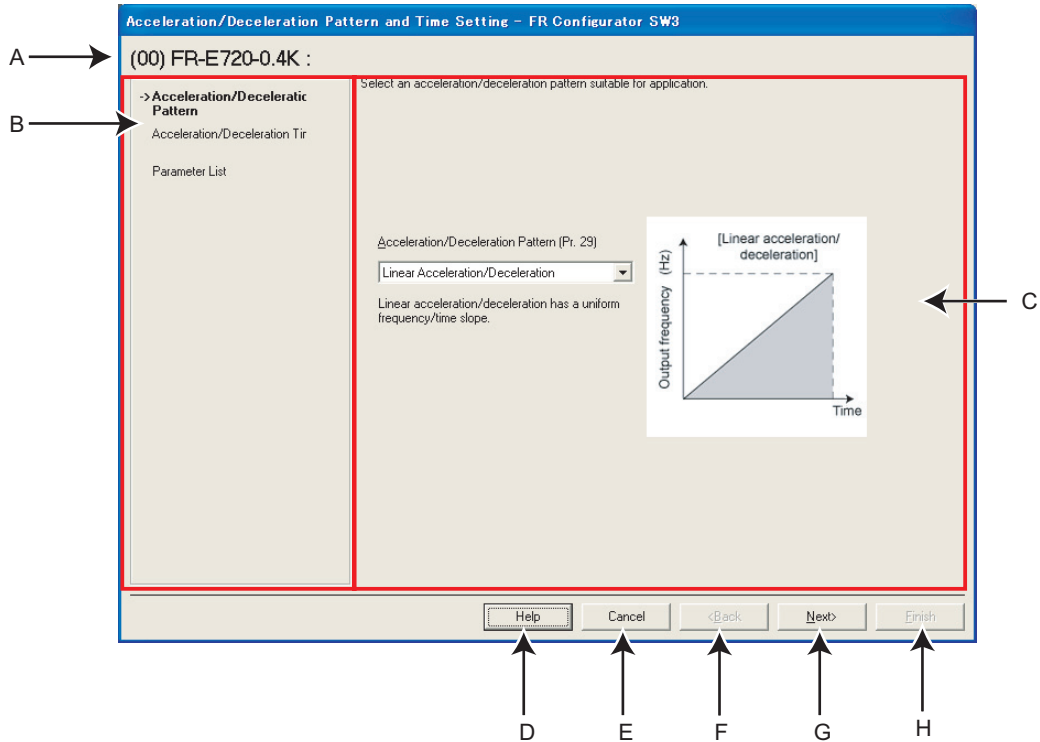 Acceleration/Deceleration Pattern and Time Setting - FR Configurator SW3
A
(00) FR-E720-0.4K :
B
->Acceleration/Deceleratic
Pattern
Acceleration/Deceleration Tir
Parameter List
Select an acceleration/deceleration pattern suitable for application.
Acceleration/Deceleration Pattern (Pr. 29)
Linear Acceleration/Deceleration
Linear acceleration/deceleration has a uniform
frequency/time slope.
[Linear acceleration/
deceleration]
Output frequency (Hz)
Time
C
Help
Cancel
<Back
Next>
Finish
D
E
F
G
H